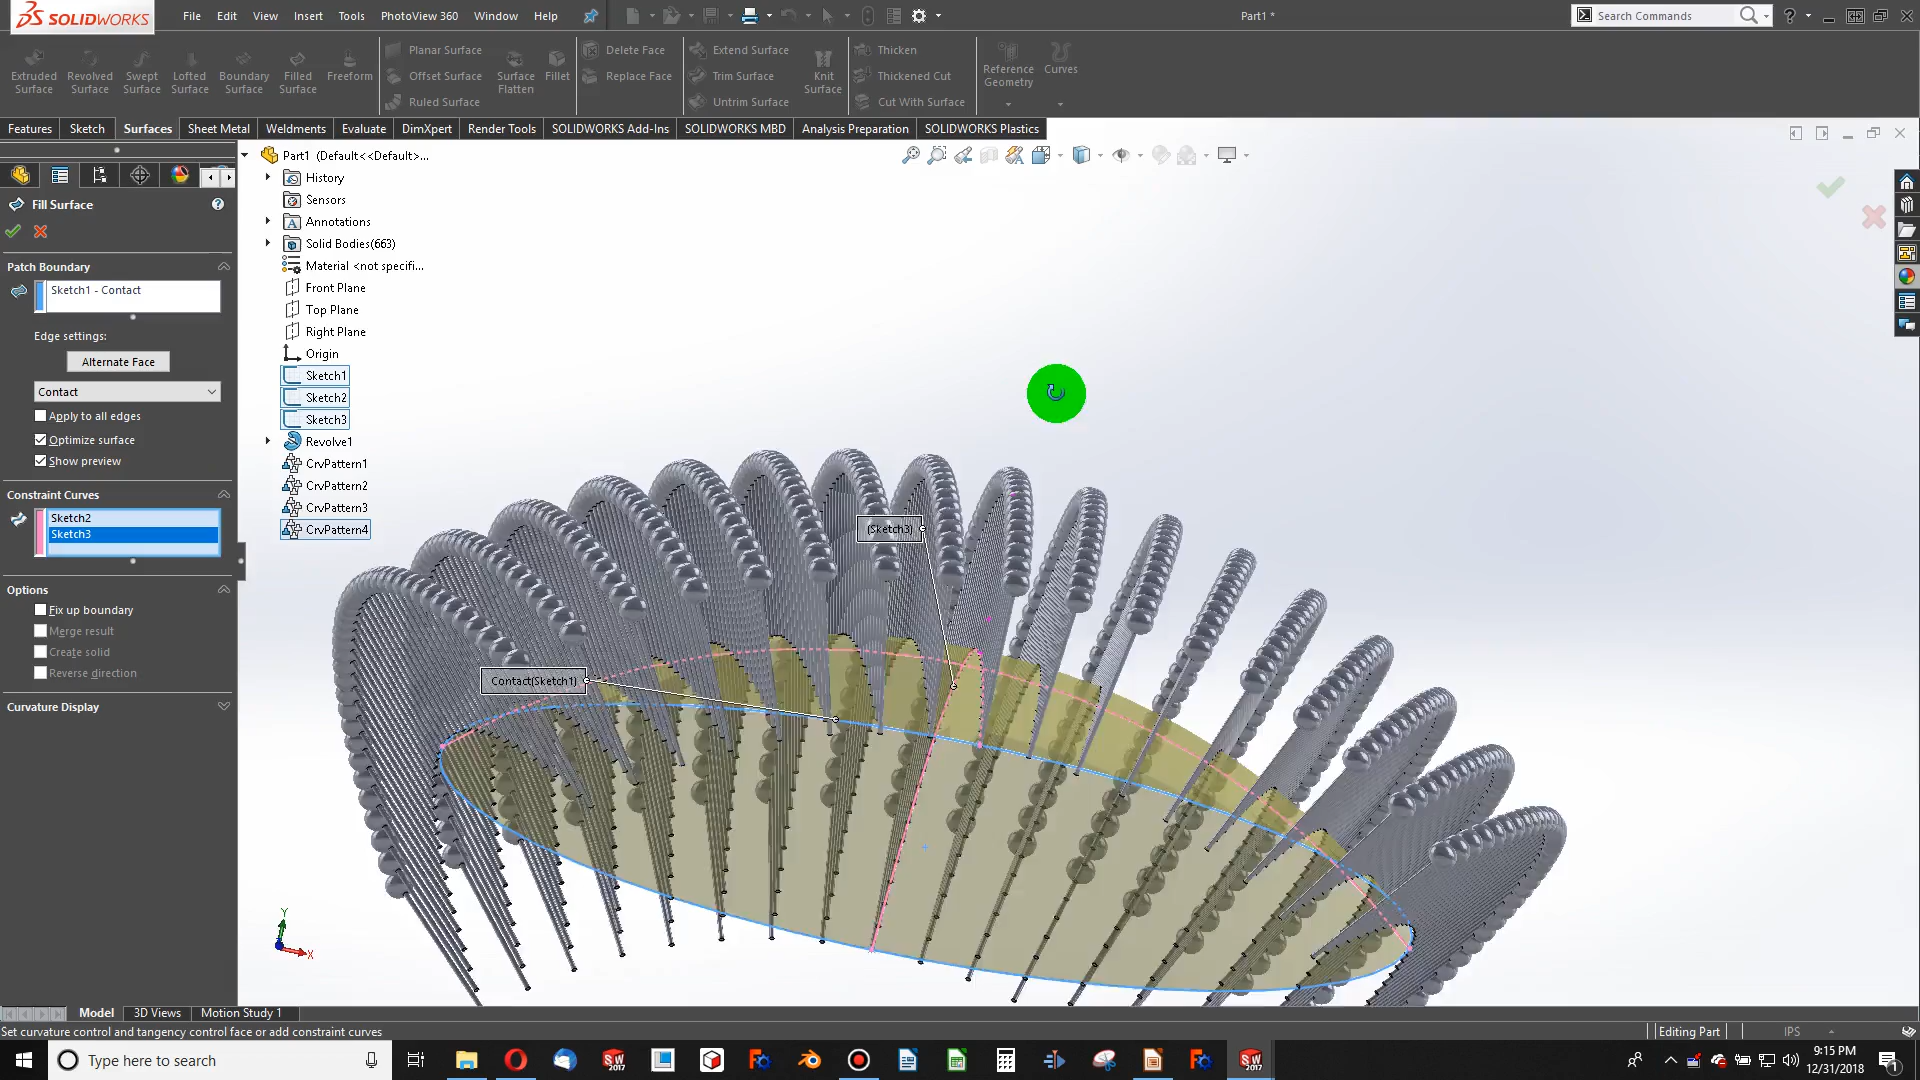 SOLIDWORKS
File Edit View Insert Tools PhotoView 360 Window Help
Part1 *
Search Commands
Extruded Surface
Revolved Surface
Swept Surface
Lofted Surface
Boundary Surface
Filled Surface
Freeform
Planar Surface
Offset Surface
Ruled Surface
Surface Flatten
Fillet
Delete Face
Replace Face
Extend Surface
Trim Surface
Untrim Surface
Knit Surface
Thicken
Thickened Cut
Cut With Surface
Reference Geometry
Curves
Features Sketch Surfaces Sheet Metal Weldments Evaluate DimXpert Render Tools SOLIDWORKS Add-Ins SOLIDWORKS MBD Analysis Preparation SOLIDWORKS Plastics
Fill Surface
Patch Boundary
Sketch1 - Contact
Edge settings:
Alternate Face
Contact
Apply to all edges
Optimize surface
Show preview
Constraint Curves
Sketch2
Sketch3
Options
Fix up boundary
Merge result
Create solid
Reverse direction
Curvature Display
Part1 (Default<<Default>...
History
Sensors
Annotations
Solid Bodies(663)
Material <not specifi...
Front Plane
Top Plane
Right Plane
Origin
Sketch1
Sketch2
Sketch3
Revolve1
CrvPattern1
CrvPattern2
CrvPattern3
CrvPattern4
(Sketch3)
Contact(Sketch1)
Y
X
Model 3D Views Motion Study 1
Set curvature control and tangency control face or add constraint curves
Editing Part
IPS
Type here to search
SW 2017
SW 2017
9:15 PM
12/31/2018
1